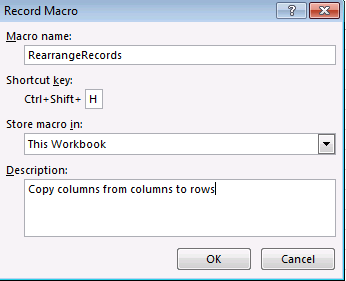 Record Macro
Macro name:
RearrangeRecords
Shortcut key:
Ctrl+Shift+ H
Store macro in:
This Workbook
Description:
Copy columns from columns to rows
OK Cancel